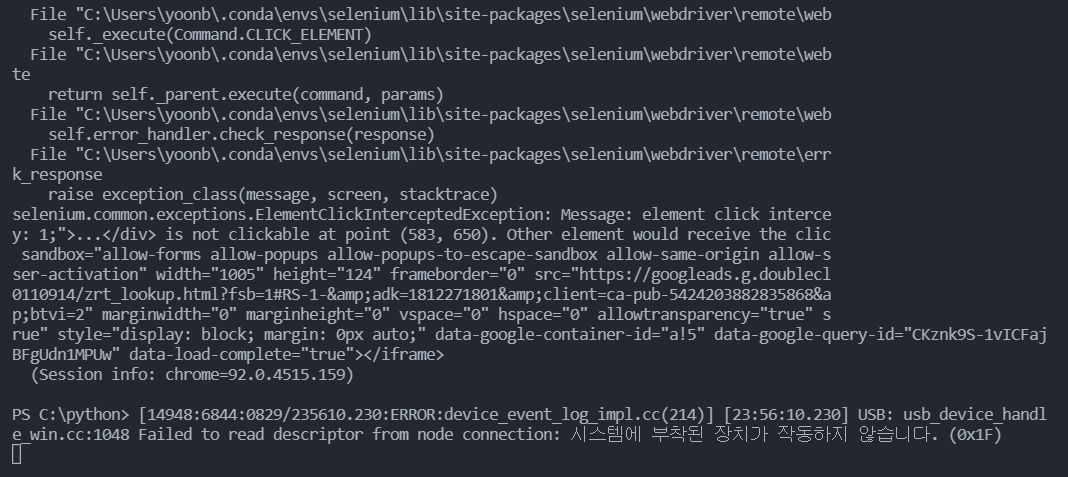 File "C:\Users\yoonb\.conda\envs\selenium\lib\site-packages\selenium\webdriver\remote\web
self._execute(Command.CLICK_ELEMENT)
File "C:\Users\yoonb\.conda\envs\selenium\lib\site-packages\selenium\webdriver\remote\web
te
return self._parent.execute(command, params)
File "C:\Users\yoonb\.conda\envs\selenium\lib\site-packages\selenium\webdriver\remote\web
self.error_handler.check_response(response)
File "C:\Users\yoonb\.conda\envs\selenium\lib\site-packages\selenium\webdriver\remote\err
k_response
raise exception_class(message, screen, stacktrace)
selenium.common.exceptions.ElementClickInterceptedException: Message: element click interce
y: 1;">...</div> is not clickable at point (583, 650). Other element would receive the clic
sandbox="allow-forms allow-popups allow-popups-to-escape-sandbox allow-same-origin allow-s
ser-activation" width="1005" height="124" frameborder="0" src="https://googleads.g.doublecl
0110914/zrt_lookup.html?fsb=1#RS-1-&amp;adk=1812271801&amp;client=ca-pub-5424203882835868&a
p;btvi=2" marginwidth="0" marginheight="0" vspace="0" hspace="0" allowtransparency="true" s
rue" style="display: block; margin: 0px auto;" data-google-container-id="a!5" data-google-query-id="CKznk9S-1vICFaj
BFgUdn1MPUw" data-load-complete="true"></iframe>
(Session info: chrome=92.0.4515.159)
PS C:\python> [14948:6844:0829/235610.230:ERROR:device_event_log_impl.cc(214)] [23:56:10.230] USB: usb_device_handl
e_win.cc:1048 Failed to read descriptor from node connection: 시스템에 부착된 장치가 작동하지 않습니다. (0x1F)